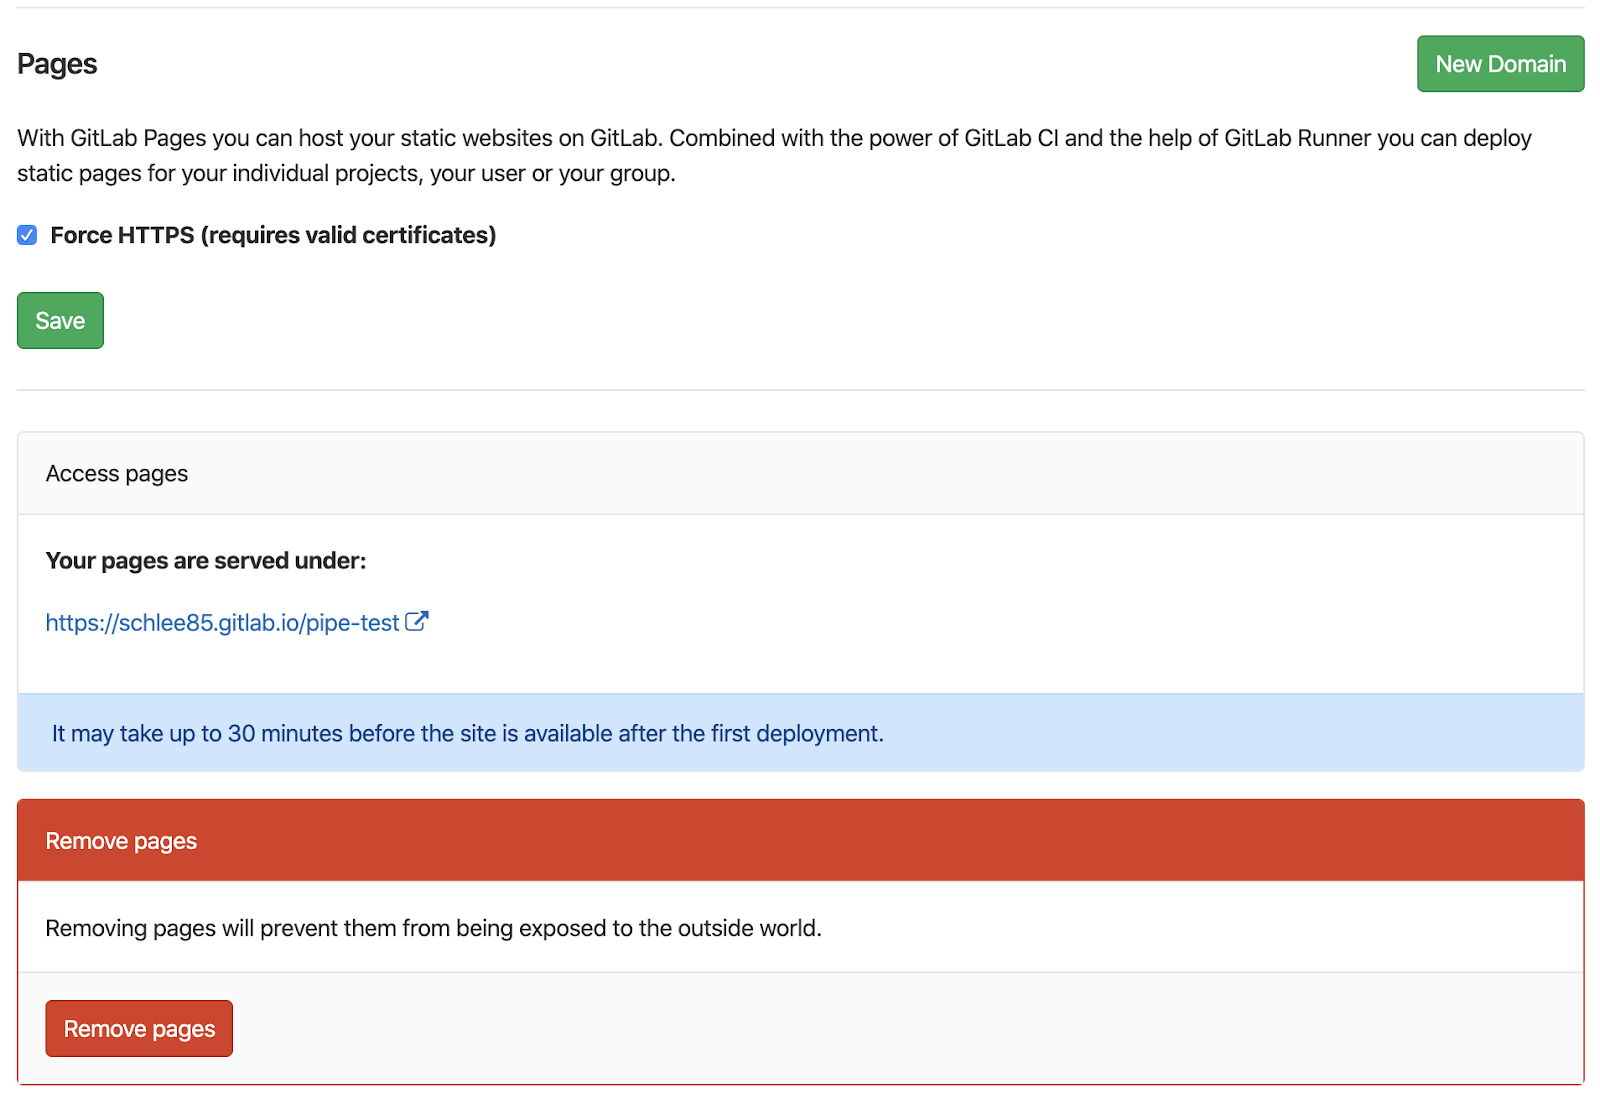 Pages
New Domain
With GitLab Pages you can host your static websites on GitLab. Combined with the power of GitLab CI and the help of GitLab Runner you can deploy
static pages for your individual projects, your user or your group.
Force HTTPS (requires valid certificates)
Save
Access pages
Your pages are served under:
https://schlee85.gitlab.io/pipe-test
It may take up to 30 minutes before the site is available after the first deployment.
Remove pages
Removing pages will prevent them from being exposed to the outside world.
Remove pages